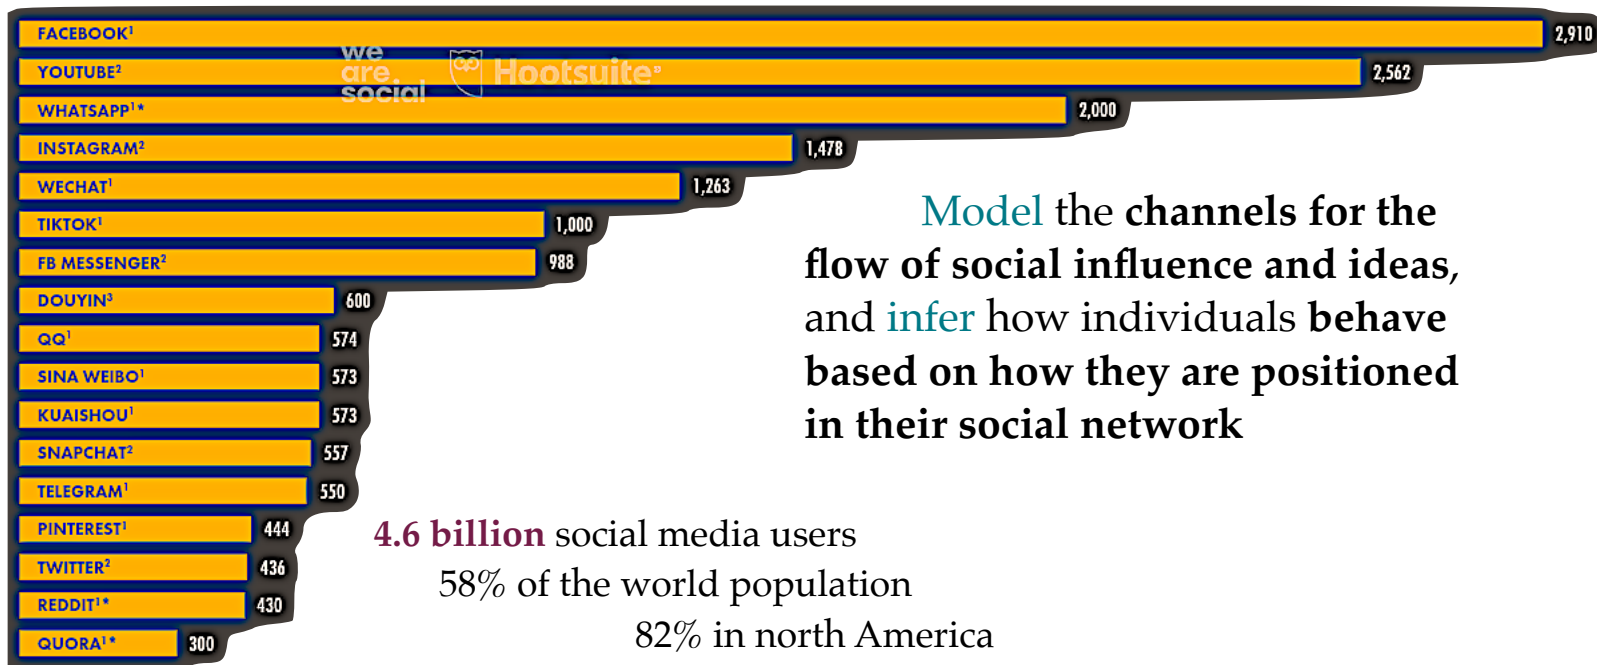 FACEBOOK¹ 2,910
we
are.
social
Hootsuite®
YOUTUBE² 2,562
WHATSAPP¹* 2,000
INSTAGRAM² 1,478
WECHAT¹ 1,263
TIKTOK¹ 1,000
FB MESSENGER² 988
DOUYIN³ 600
QQ¹ 574
SINA WEIBO¹ 573
KUAISHOU¹ 573
SNAPCHAT² 557
TELEGRAM¹ 550
PINTEREST¹ 444
TWITTER² 436
REDDIT¹* 430
QUORA¹* 300
Model the channels for the
flow of social influence and ideas,
and infer how individuals behave
based on how they are positioned
in their social network
4.6 billion social media users
58% of the world population
82% in north America